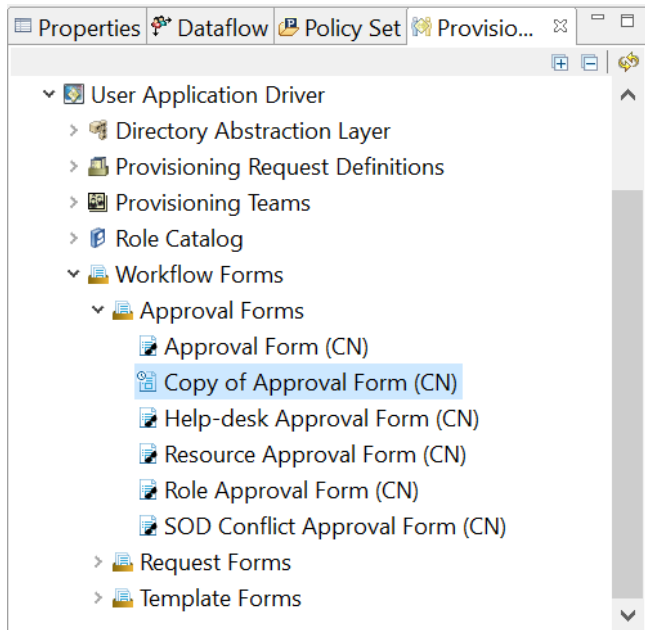 Properties Dataflow Policy Set Provisio...
User Application Driver
Directory Abstraction Layer
Provisioning Request Definitions
Provisioning Teams
Role Catalog
Workflow Forms
Approval Forms
Approval Form (CN)
Copy of Approval Form (CN)
Help-desk Approval Form (CN)
Resource Approval Form (CN)
Role Approval Form (CN)
SOD Conflict Approval Form (CN)
Request Forms
Template Forms